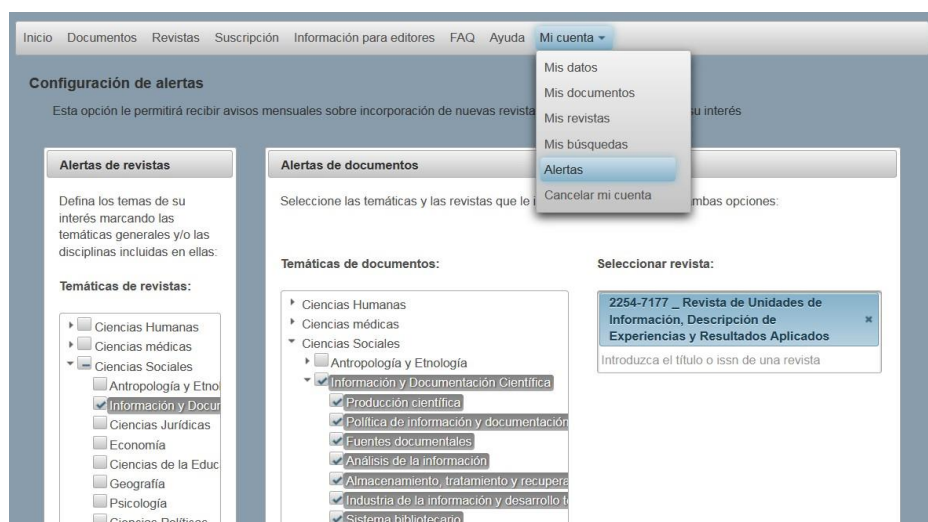 Inicio Documentos Revistas Suscripción Información para editores FAQ Ayuda Mi cuenta
Mis datos
Mis documentos
Mis revistas
Mis búsquedas
Alertas
Cancelar mi cuenta
Configuración de alertas
Esta opción le permitirá recibir avisos mensuales sobre incorporación de nuevas revista su interés
Alertas de revistas
Defina los temas de su
interés marcando las
temáticas generales y/o las
disciplinas incluidas en ellas:
Temáticas de revistas:
Ciencias Humanas
Ciencias médicas
Ciencias Sociales
Antropología y Etnol
Información y Docum
Ciencias Jurídicas
Economía
Ciencias de la Educ
Geografía
Psicología
Ciencias Políticas
Alertas de documentos
Seleccione las temáticas y las revistas que le ambas opciones:
Temáticas de documentos:
Ciencias Humanas
Ciencias médicas
Ciencias Sociales
Antropología y Etnología
Información y Documentación Científica
Producción científica
Política de información y documentación
Fuentes documentales
Análisis de la información
Almacenamiento, tratamiento y recupera
Industria de la información y desarrollo t
Sistema bibliotecario
Seleccionar revista:
2254-7177 _ Revista de Unidades de
Información, Descripción de
Experiencias y Resultados Aplicados
Introduzca el título o issn de una revista